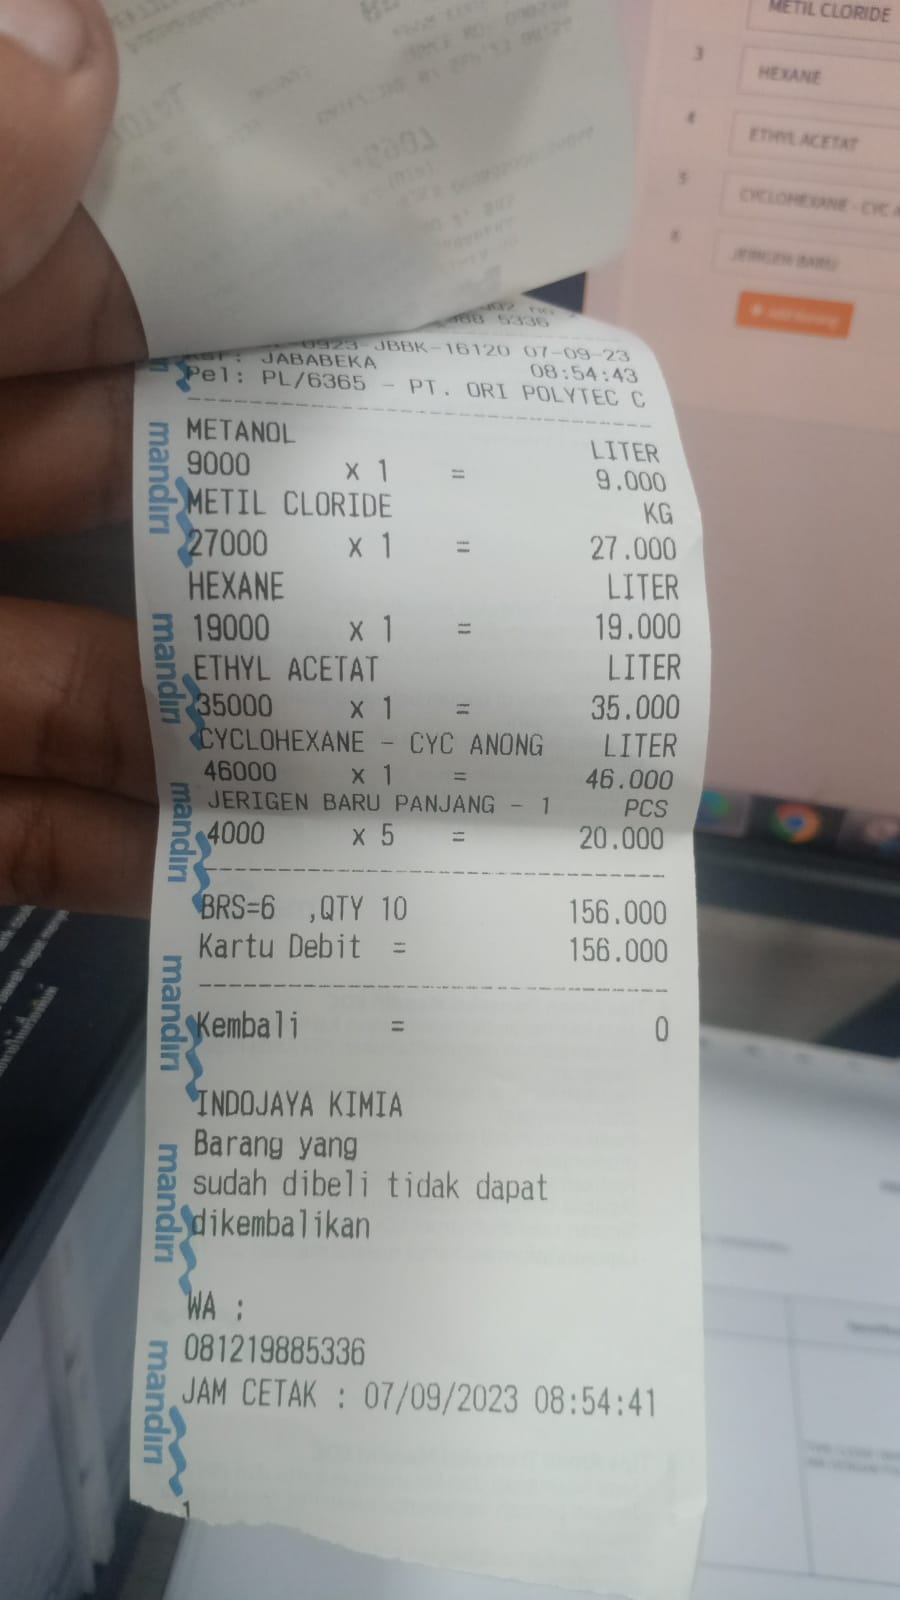 METIL CLORIDE
3 HEXANE
4 ETHYL ACETAT
5 CYCLOHEXANE - CYC
6 JERIGEN BARU
5336
0923-JBBK-16120 07-09-23
JABABEKA 08:54:43
Pel: PL/6365 - PT. ORI POLYTEC C
METANOL LITER
9000 x 1 = 9.000
METIL CLORIDE KG
27000 x 1 = 27.000
HEXANE LITER
19000 x 1 = 19.000
ETHYL ACETAT LITER
35000 x 1 = 35.000
CYCLOHEXANE - CYC ANONG LITER
46000 x 1 = 46.000
JERIGEN BARU PANJANG - 1 PCS
4000 x 5 = 20.000
BRS=6 ,QTY 10 156.000
Kartu Debit = 156.000
Kembali = 0
INDOJAYA KIMIA
Barang yang
sudah dibeli tidak dapat
dikembalikan
WA :
081219885336
JAM CETAK : 07/09/2023 08:54:41
1
mandiri
mandiri
mandiri
mandiri
mandiri
mandiri